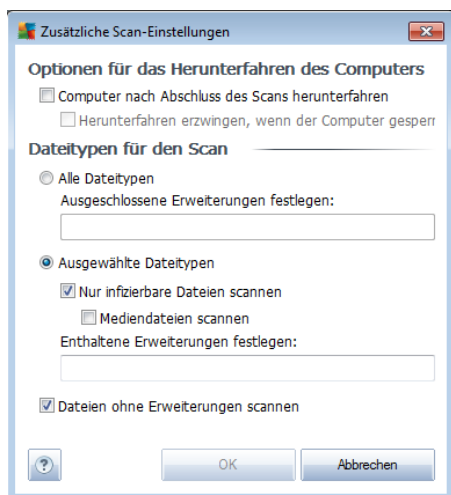 Zusätzliche Scan-Einstellungen
Optionen für das Herunterfahren des Computers
Computer nach Abschluss des Scans herunterfahren
Herunterfahren erzwingen, wenn der Computer gesperr
Dateitypen für den Scan
Alle Dateitypen
Ausgeschlossene Erweiterungen festlegen:
Ausgewählte Dateitypen
Nur infizierbare Dateien scannen
Mediendateien scannen
Enthaltene Erweiterungen festlegen:
Dateien ohne Erweiterungen scannen
? OK Abbrechen